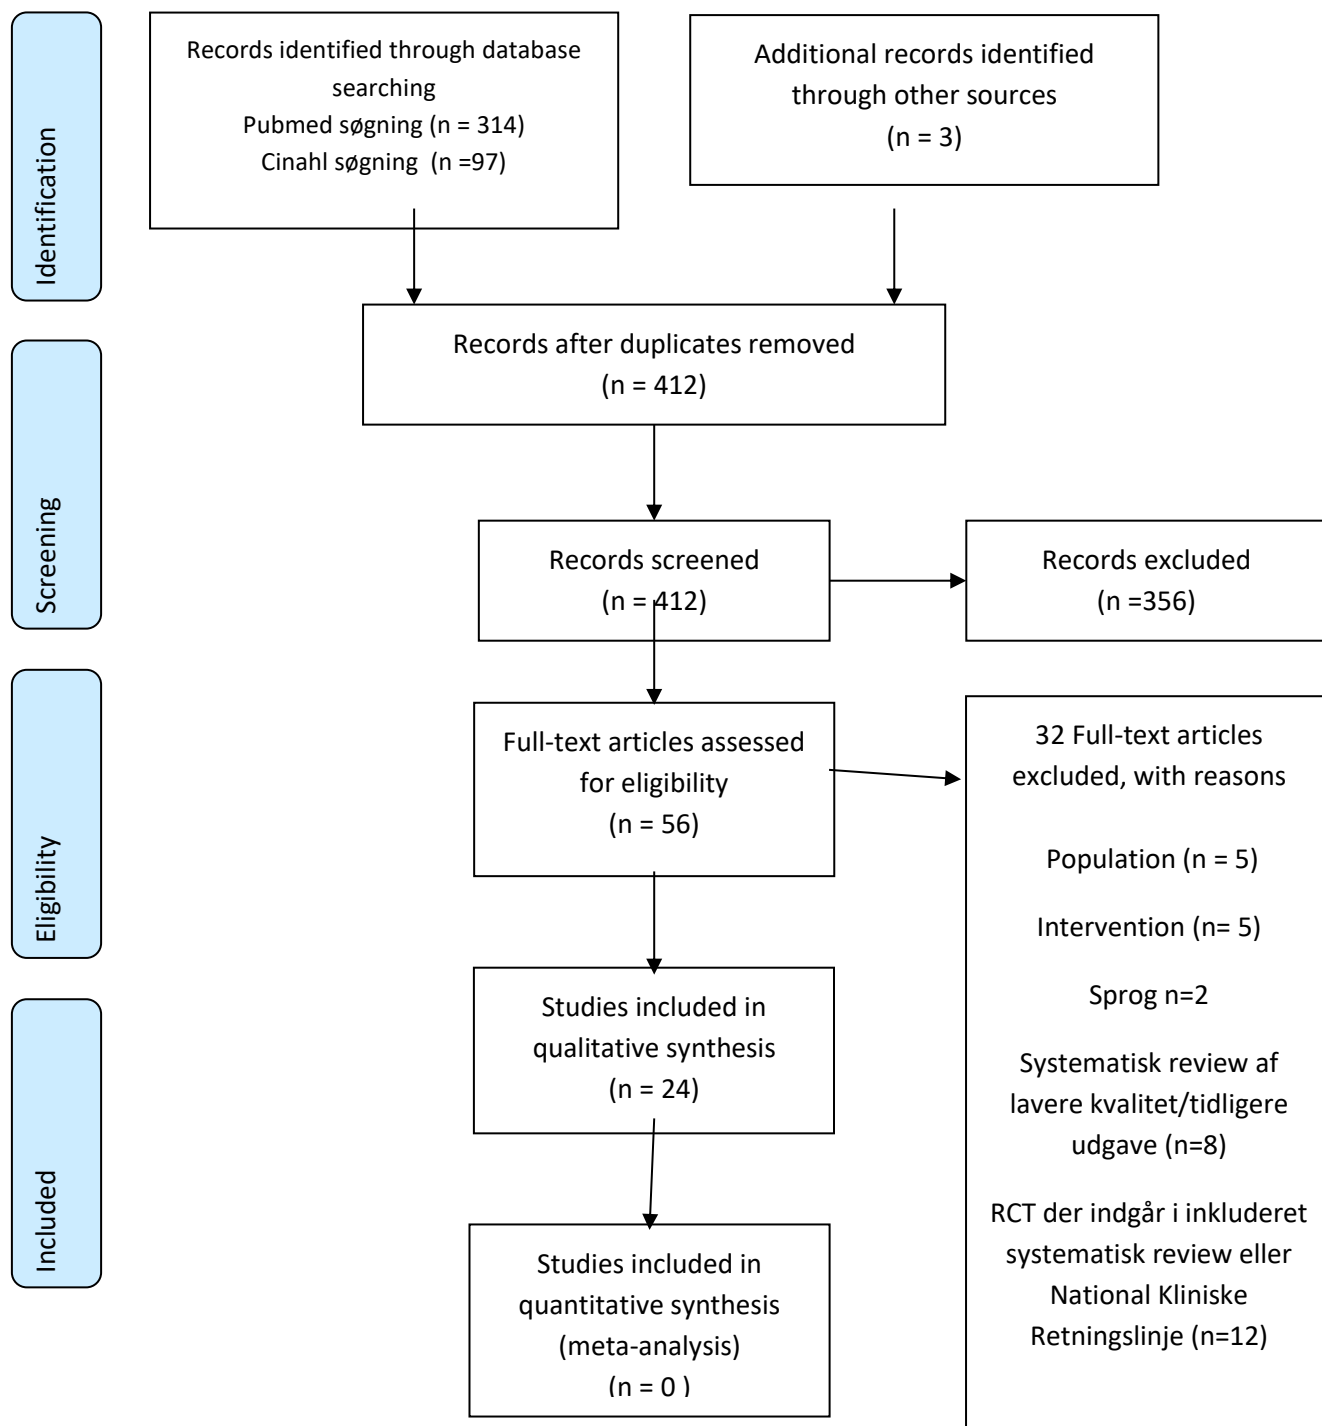 Identification
Records identified through database
searching
Pubmed søgning (n = 314)
Cinahl søgning (n =97)
Additional records identified
through other sources
(n = 3)
Records after duplicates removed
(n = 412)
Screening
Records screened
(n = 412)
Records excluded
(n =356)
Eligibility
Full-text articles assessed
for eligibility
(n = 56)
32 Full-text articles
excluded, with reasons
Population (n = 5)
Intervention (n= 5)
Sprog n=2
Systematisk review af
lavere kvalitet/tidligere
udgave (n=8)
RCT der indgår i inkluderet
systematisk review eller
National Kliniske
Retningslinje (n=12)
Studies included in
qualitative synthesis
(n = 24)
Included
Studies included in
quantitative synthesis
(meta-analysis)
(n = 0 )